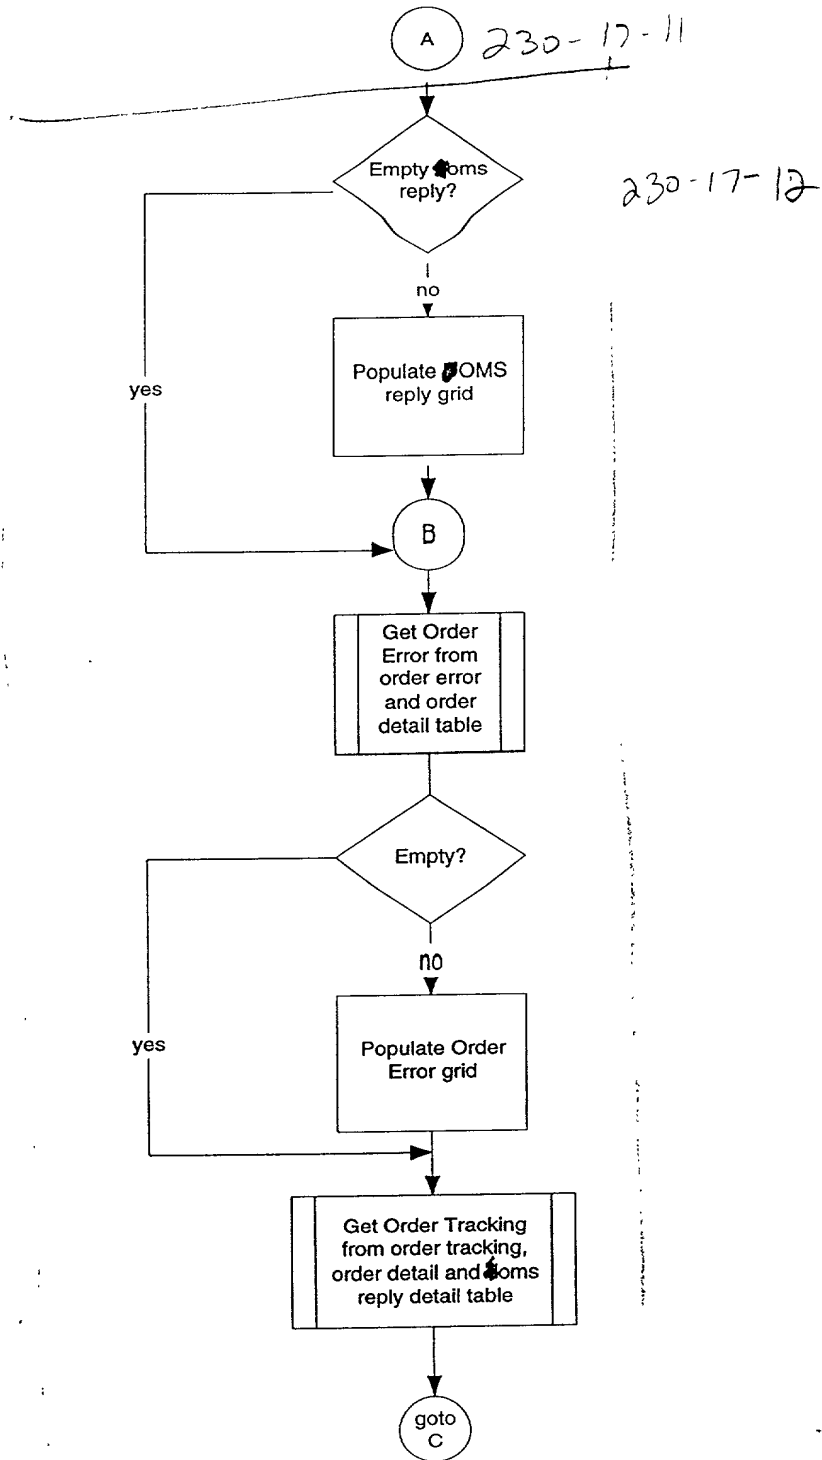 A
230-17-11
Empty oms
reply?
230-17-12
no
Populate OMS
reply grid
yes
B
Get Order
Error from
order error
and order
detail table
Empty?
no
Populate Order
Error grid
yes
Get Order Tracking
from order tracking,
order detail and oms
reply detail table
goto
C